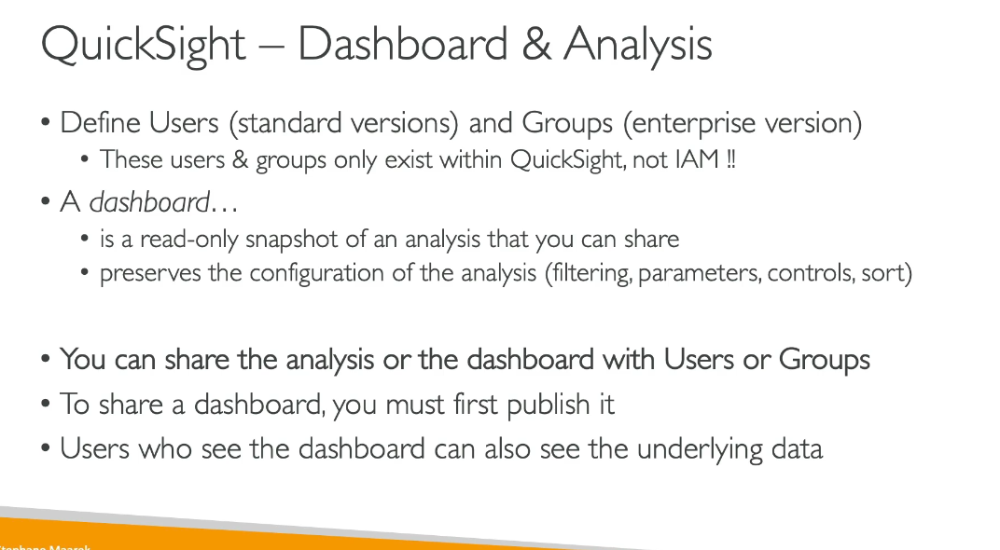 QuickSight – Dashboard & Analysis
• Define Users (standard versions) and Groups (enterprise version)
• These users & groups only exist within QuickSight, not IAM !!
• A dashboard…
• is a read-only snapshot of an analysis that you can share
• preserves the configuration of the analysis (filtering, parameters, controls, sort)
• You can share the analysis or the dashboard with Users or Groups
• To share a dashboard, you must first publish it
• Users who see the dashboard can also see the underlying data